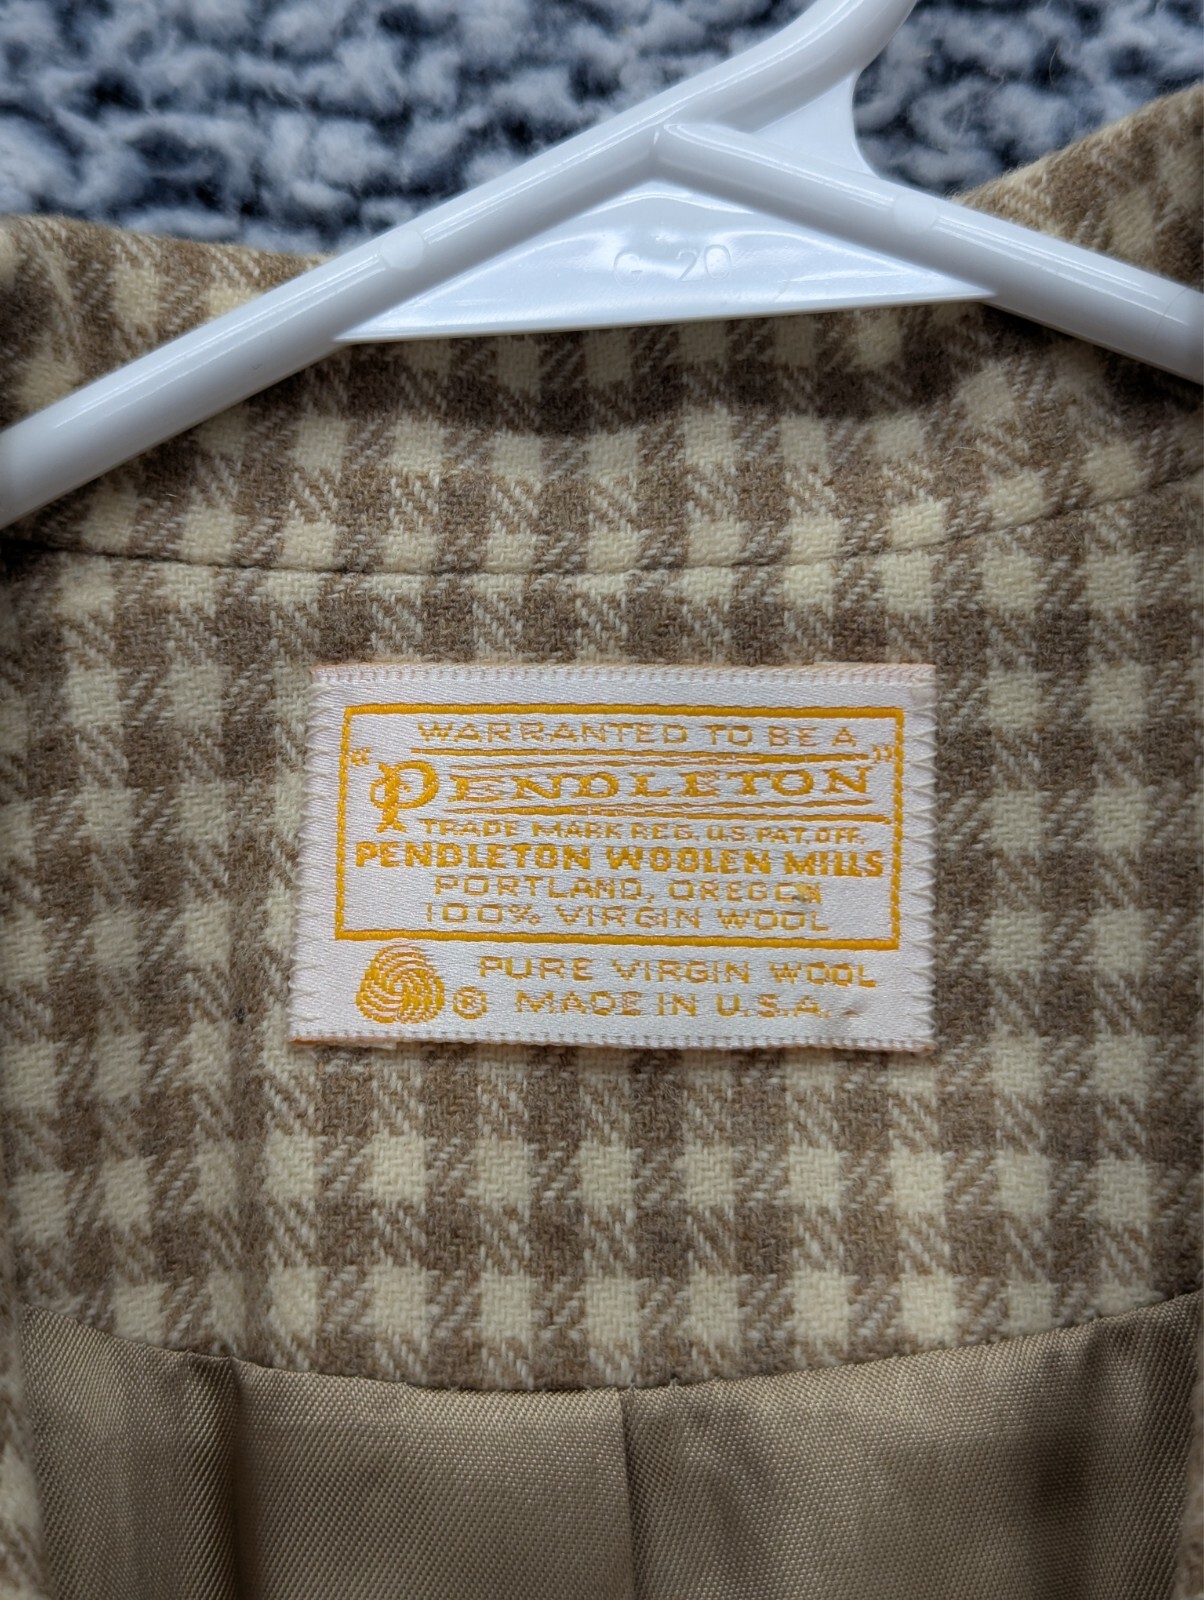 G 20
WARRANTED TO BE A
"PENDLETON"
TRADE MARK REG. U.S. PAT. OFF.
PENDLETON WOOLEN MILLS
PORTLAND, OREGON
100% VIRGIN WOOL
PURE VIRGIN WOOL
® MADE IN U.S.A.